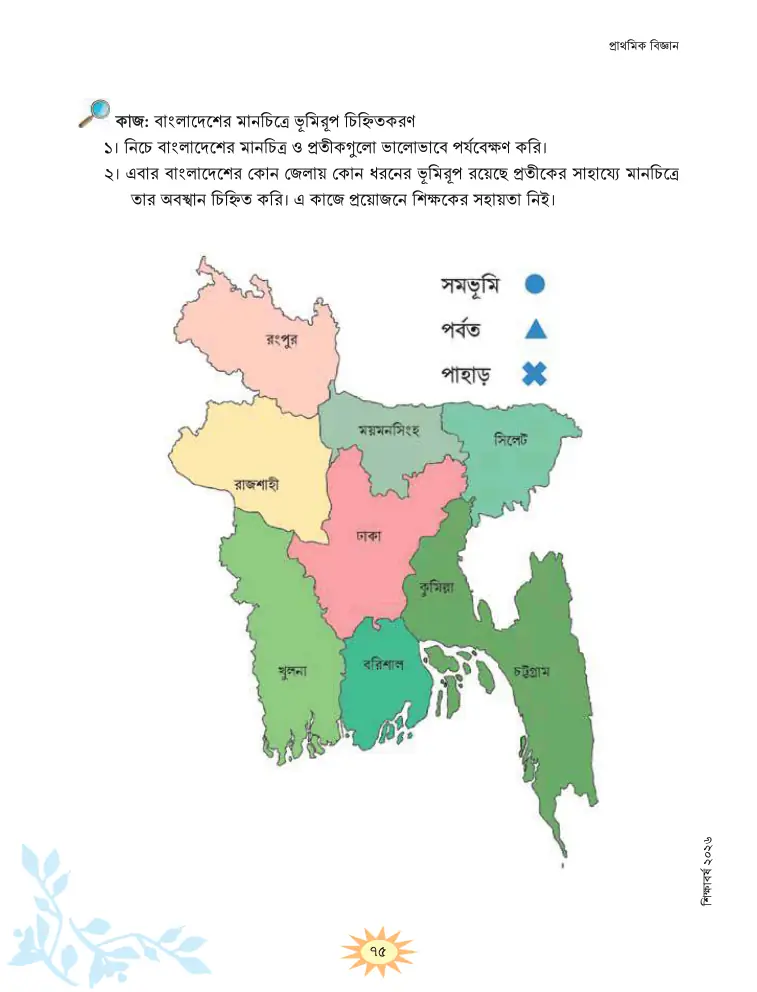 প্রাথমিক বিজ্ঞান
কাজ: বাংলাদেশের মানচিত্রে ভূমিরূপ চিহ্নিতকরণ
১। নিচে বাংলাদেশের মানচিত্র ও প্রতীকগুলো ভালোভাবে পর্যবেক্ষণ করি।
২। এবার বাংলাদেশের কোন জেলায় কোন ধরনের ভূমিরূপ রয়েছে প্রতীকের সাহায্যে মানচিত্রে
তার অবস্থান চিহ্নিত করি। এ কাজে প্রয়োজনে শিক্ষকের সহায়তা নিই।
সমভূমি
পর্বত
পাহাড়
রংপুর
ময়মনসিংহ
সিলেট
রাজশাহী
ঢাকা
কুমিল্লা
খুলনা
বরিশাল
চট্টগ্রাম
শিক্ষাবর্ষ ২০২৬
৭৫